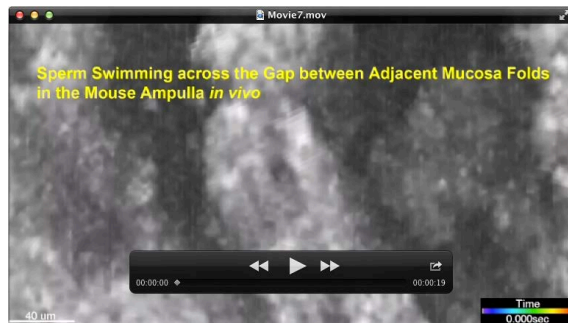 Movie7.mov
Sperm Swimming across the Gap between Adjacent Mucosa Folds
in the Mouse Ampulla in vivo
00:00:00
00:00:19
40 um
Time
0.000sec